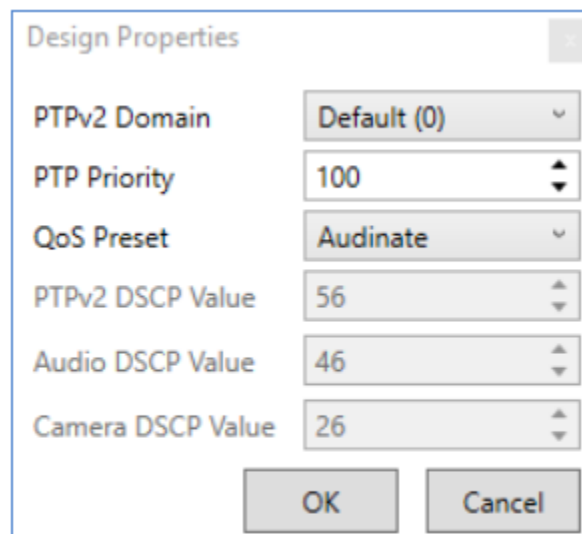 Design Properties
PTPv2 Domain Default (0)
PTP Priority 100
QoS Preset Audinate
PTPv2 DSCP Value 56
Audio DSCP Value 46
Camera DSCP Value 26
OK Cancel